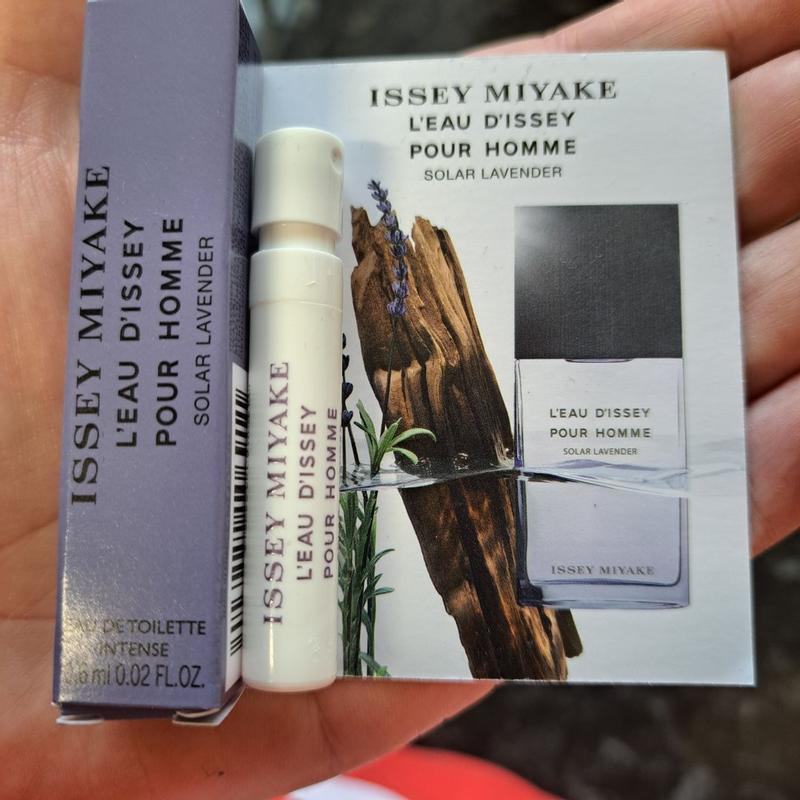 ISSEY MIYAKE
L'EAU D'ISSEY
POUR HOMME
SOLAR LAVENDER
EAU DE TOILETTE
INTENSE
ml 0.02 FL.OZ.
ISSEY MIYAKE
L'EAU D'ISSEY
POUR HOMME
ISSEY MIYAKE
L'EAU D'ISSEY
POUR HOMME
SOLAR LAVENDER
L'EAU D'ISSEY
POUR HOMME
SOLAR LAVENDER
ISSEY MIYAKE